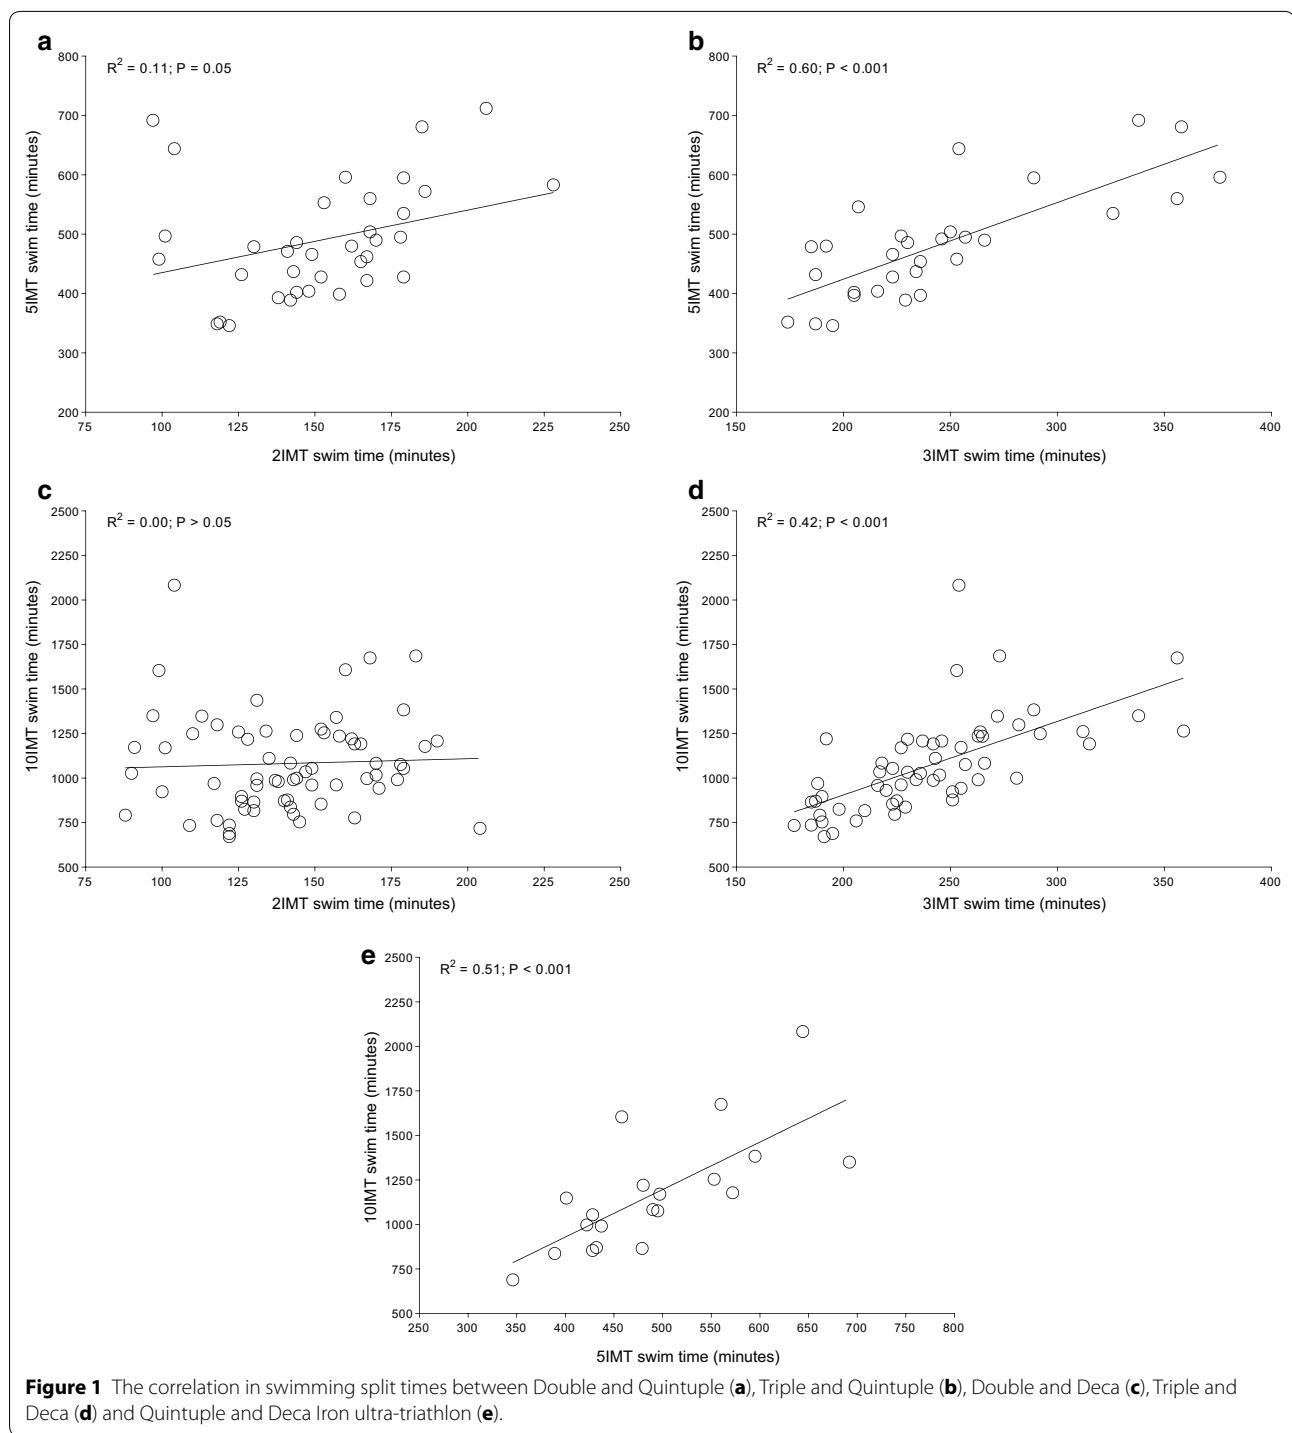 a
R2 = 0.11; P = 0.05
800
700
600
500
400
300
200
5IMT swim time (minutes)
75 100 125 150 175 200 225 250
2IMT swim time (minutes)
b
R2 = 0.60; P < 0.001
800
700
600
500
400
300
200
5IMT swim time (minutes)
150 200 250 300 350 400
3IMT swim time (minutes)
c
R2 = 0.00; P > 0.05
2500
2250
2000
1750
1500
1250
1000
750
500
10IMT swim time (minutes)
75 100 125 150 175 200 225 250
2IMT swim time (minutes)
d
R2 = 0.42; P < 0.001
2500
2250
2000
1750
1500
1250
1000
750
500
10IMT swim time (minutes)
150 200 250 300 350 400
3IMT swim time (minutes)
e
R2 = 0.51; P < 0.001
2500
2250
2000
1750
1500
1250
1000
750
500
10IMT swim time (minutes)
250 300 350 400 450 500 550 600 650 700 750 800
5IMT swim time (minutes)
Figure 1 The correlation in swimming split times between Double and Quintuple (a), Triple and Quintuple (b), Double and Deca (c), Triple and
Deca (d) and Quintuple and Deca Iron ultra-triathlon (e).